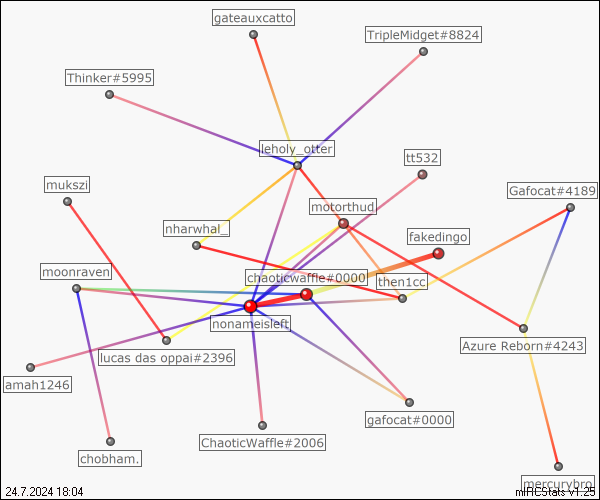 gateauxcatto
TripleMidget#8824
Thinker#5995
leholy_otter
tt532
mukszi
Gafocat#4189
motorthud_
nharwhal_
fakedingo
moonraven
chaoticwaffle#0000
then1cc
nonameisleft_
Azure Reborn#4243
lucas das oppai#2396
amah1246
gafocat#0000
ChaoticWaffle#2006
chobham.
mercurybro
24.7.2024 18:04
mIRCStats v1.25